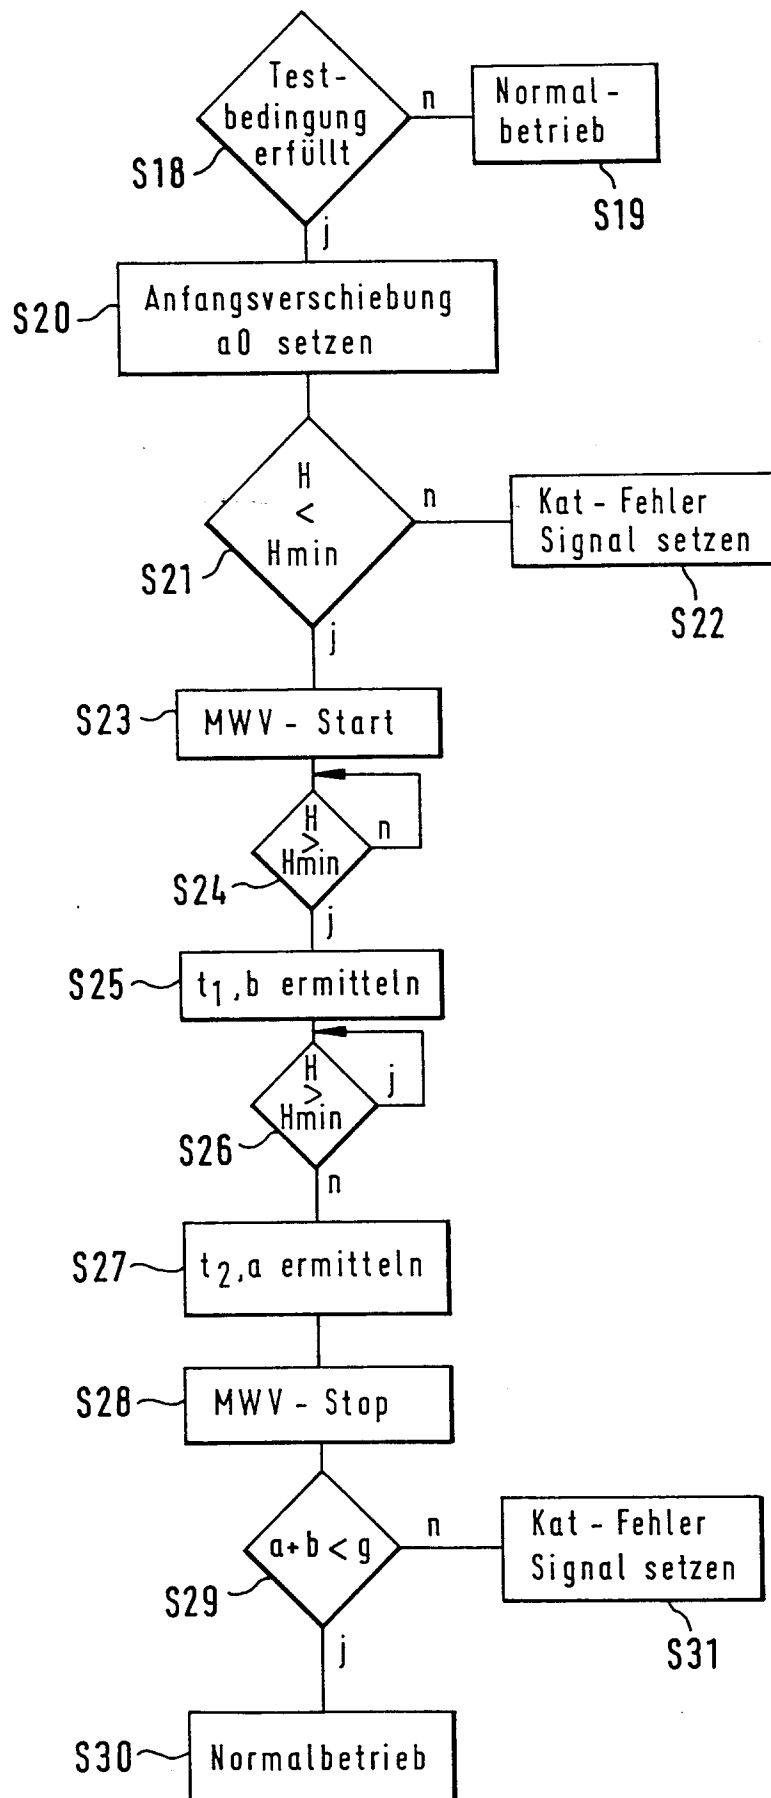 Test-
bedingung
erfüllt
n
Normal-
betrieb
S18
S19
j
S20
Anfangsverschiebung
a0 setzen
H
<
Hmin
n
Kat-Fehler
Signal setzen
S21
S22
j
S23
MWV-Start
H
>
Hmin
n
S24
j
S25
t1,b ermitteln
H
>
Hmin
j
S26
n
S27
t2,a ermitteln
S28
MWV-Stop
a+b<g
n
Kat-Fehler
Signal setzen
S29
S31
j
S30
Normalbetrieb